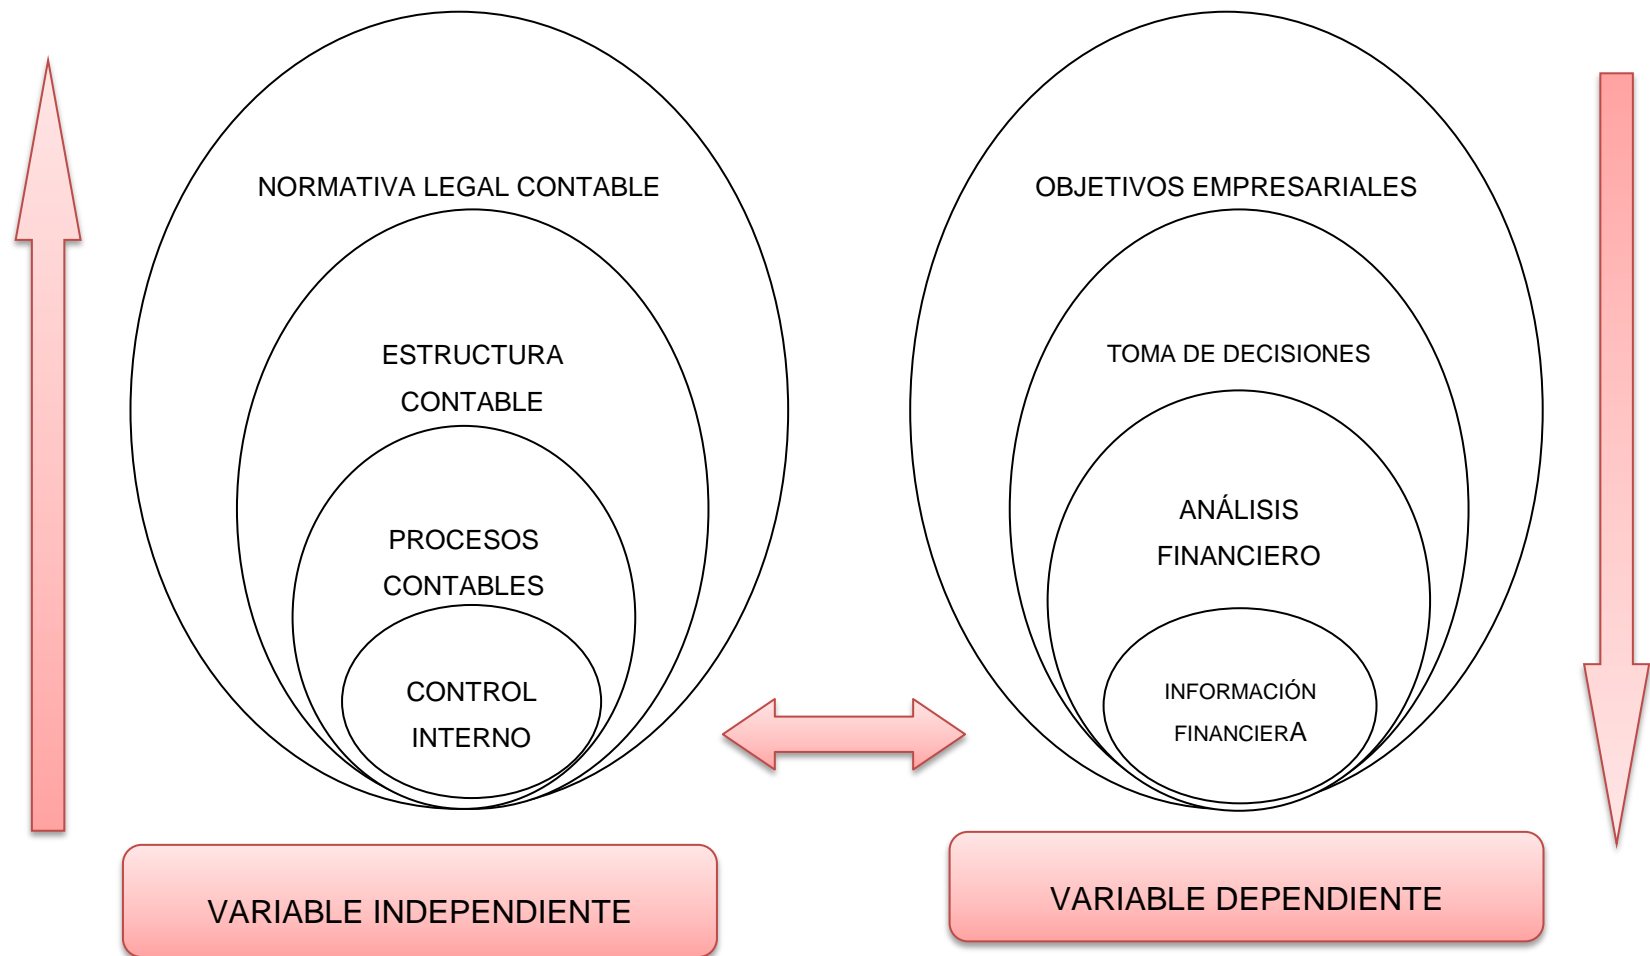 NORMATIVA LEGAL CONTABLE
ESTRUCTURA
CONTABLE
PROCESOS
CONTABLES
CONTROL
INTERNO
VARIABLE INDEPENDIENTE
OBJETIVOS EMPRESARIALES
TOMA DE DECISIONES
ANÁLISIS
FINANCIERO
INFORMACIÓN
FINANCIERA
VARIABLE DEPENDIENTE